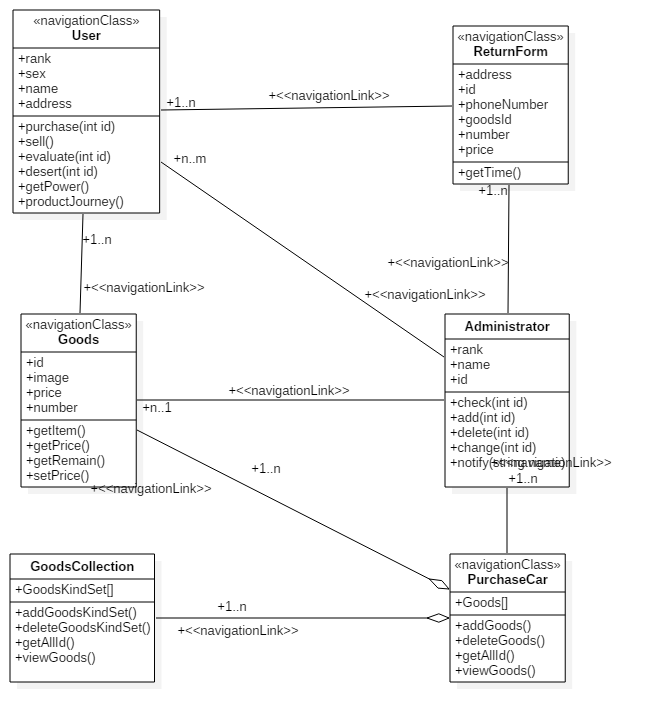 «navigationClass»
User
+rank
+sex
+name
+address
+purchase(int id)
+sell()
+evaluate(int id)
+desert(int id)
+getPower()
+productJourney()
«navigationClass»
ReturnForm
+address
+id
+phoneNumber
+goodsId
+number
+price
+getTime()
+1..n
+<<navigationLink>>
+n..m
+1..n
+1..n
+<<navigationLink>>
+<<navigationLink>>
+<<navigationLink>>
«navigationClass»
Goods
+id
+image
+price
+number
+getItem()
+getPrice()
+getRemain()
+setPrice()
Administrator
+rank
+name
+id
+check(int id)
+add(int id)
+delete(int id)
+change(int id)
+notify(string name)
+<<navigationLink>>
+1..n
+<<navigationLink>>
+n..1
+1..n
+<<navigationLink>>
GoodsCollection
+GoodsKindSet[]
+addGoodsKindSet()
+deleteGoodsKindSet()
+getAllId()
+viewGoods()
+1..n
+<<navigationLink>>
«navigationClass»
PurchaseCar
+Goods[]
+addGoods()
+deleteGoods()
+getAllId()
+viewGoods()